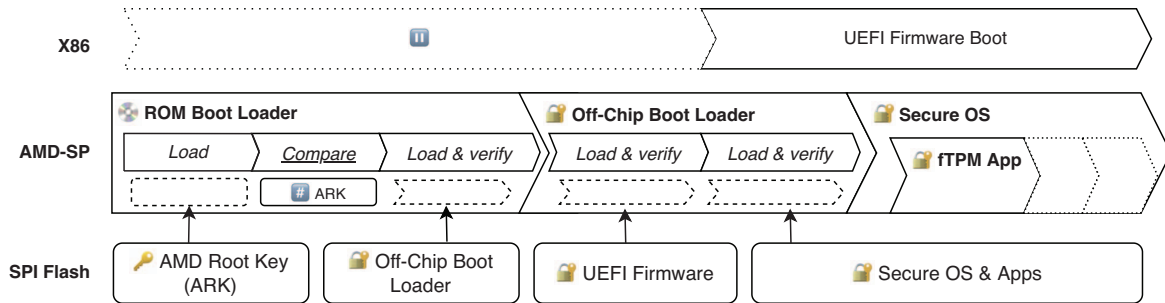 X86
UEFI Firmware Boot
AMD-SP
ROM Boot Loader
Off-Chip Boot Loader
Secure OS
Load
Compare
Load & verify
Load & verify
Load & verify
fTPM App
# ARK
SPI Flash
AMD Root Key
(ARK)
Off-Chip Boot
Loader
UEFI Firmware
Secure OS & Apps